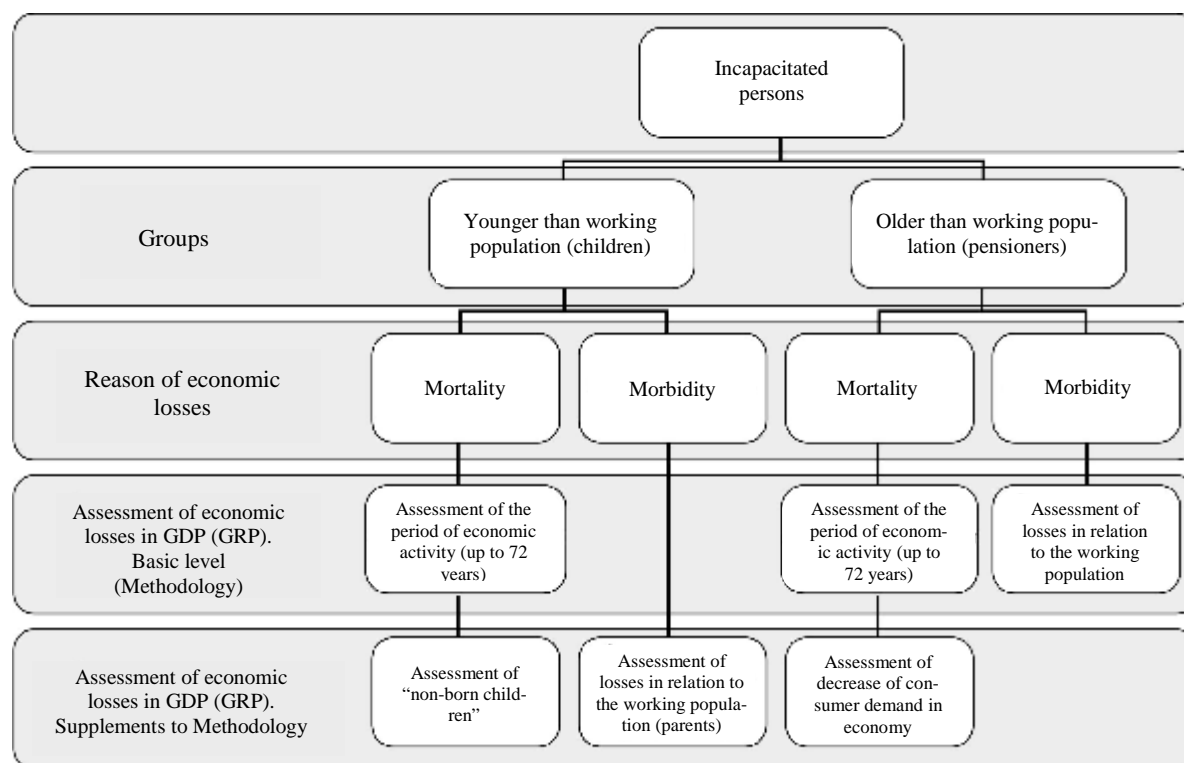 Incapacitated
persons
Groups
Younger than working
population (children)
Older than working popu-
lation (pensioners)
Reason of economic
losses
Mortality
Morbidity
Mortality
Morbidity
Assessment of economic
losses in GDP (GRP).
Basic level
(Methodology)
Assessment of the
period of economic
activity (up to 72
years)
Assessment of the
period of econom-
ic activity (up to
72 years)
Assessment of
losses in relation
to the working
population
Assessment of economic
losses in GDP (GRP).
Supplements to Methodology
Assessment of
“non-born child-
ren”
Assessment of
losses in relation to
the working popula-
tion (parents)
Assessment of
decrease of con-
sumer demand in
economy